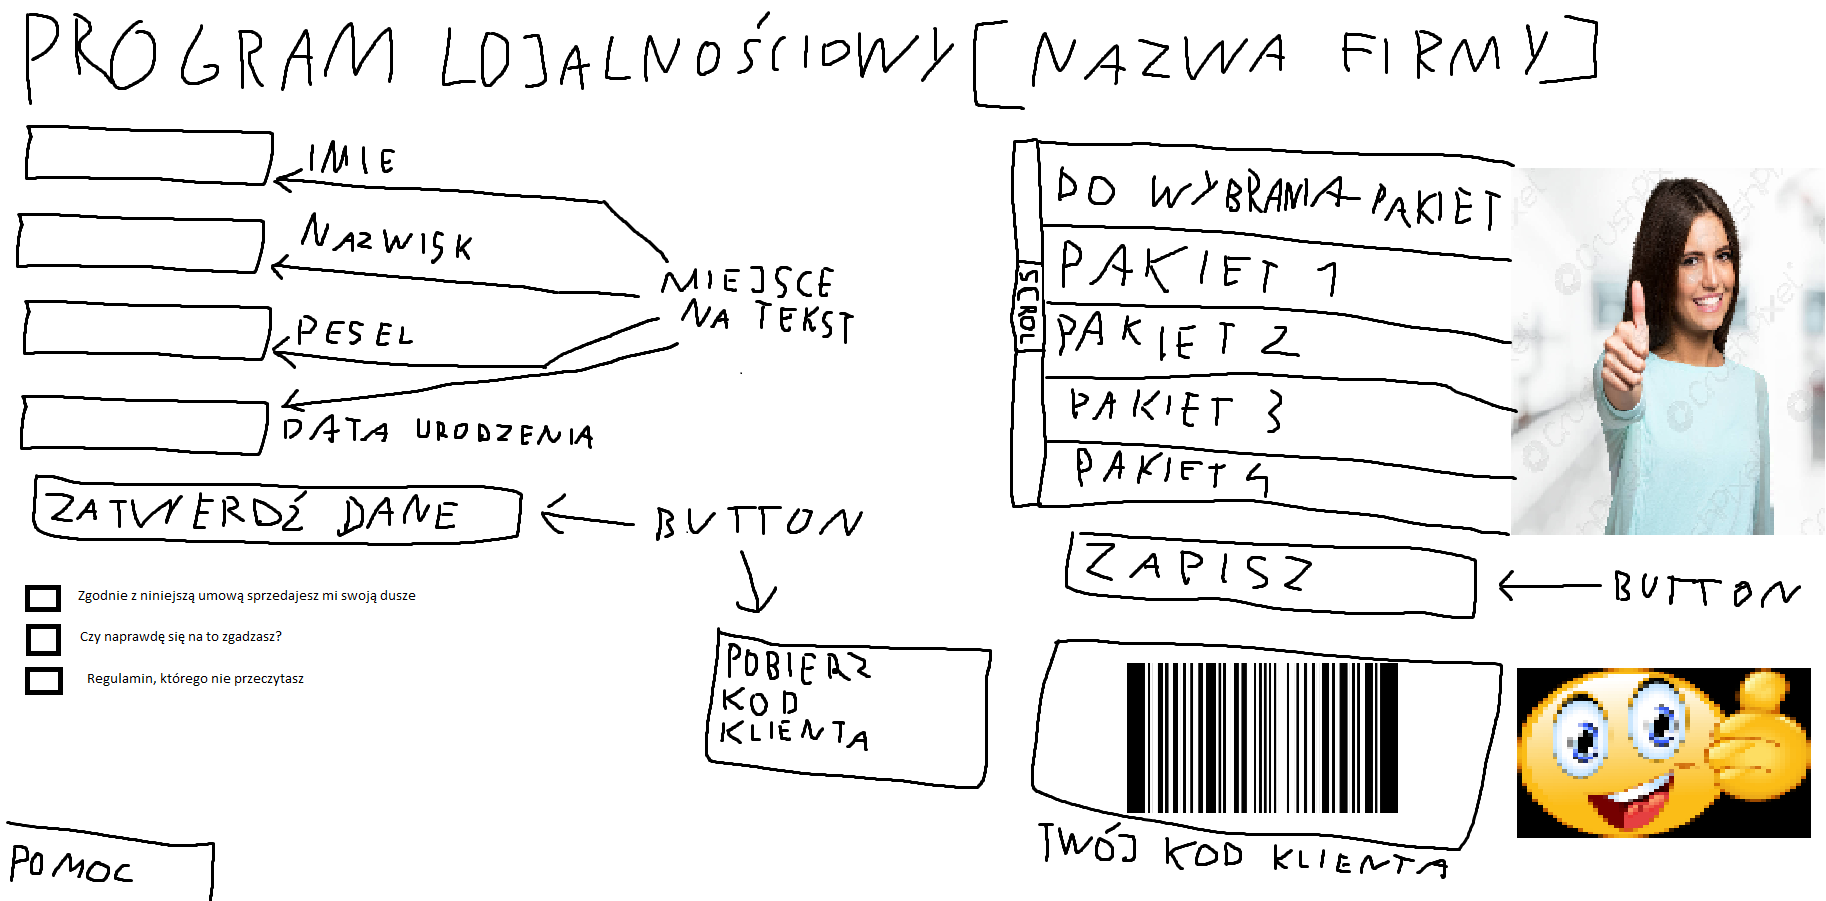 PROGRAM LOJALNOŚCIOWY [NAZWA FIRMY]
IMIE
NAZWISK
PESEL
DATA URODZENIA
MIEJSCE
NA TEKST
ZATWIERDŹ DANE
BUTTON
Zgodnie z niniejszą umową sprzedajesz mi swoją dusze
Czy naprawdę się na to zgadzasz?
Regulamin, którego nie przeczytasz
POBIERZ
KOD
KLIENTA
POMOC
SCROL
DO WYBRANIA PAKIET
PAKIET 1
PAKIET 2
PAKIET 3
PAKIET 4
ZAPISZ
BUTTON
TWÓJ KOD KLIENTA